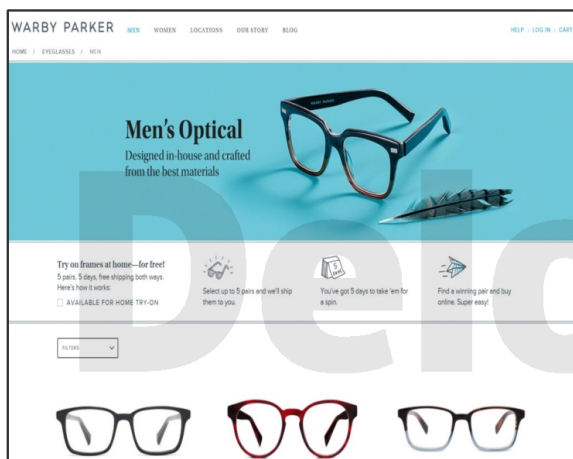 WARBY PARKER MEN WOMEN LOCATIONS OUR STORY BLOG HELP | LOG IN | CART
HOME / EYEGLASSES / MEN
WARBY PARKER
Men's Optical
Designed in-house and crafted
from the best materials
Try on frames at home—for free!
5 pairs, 5 days, free shipping both ways.
Here's how it works:
AVAILABLE FOR HOME TRY-ON
Select up to 5 pairs and we'll ship
them to you.
5
DAYS
You've got 5 days to take 'em for
a spin.
Find a winning pair and buy
online. Super easy!
FILTERS
Delo